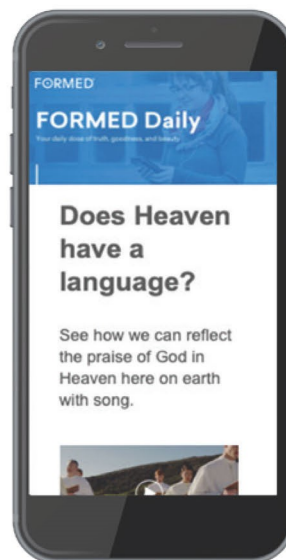 FORMED
FORMED Daily
Your daily dose of truth, goodness, and beauty
Does Heaven
have a
language?
See how we can reflect
the praise of God in
Heaven here on earth
with song.